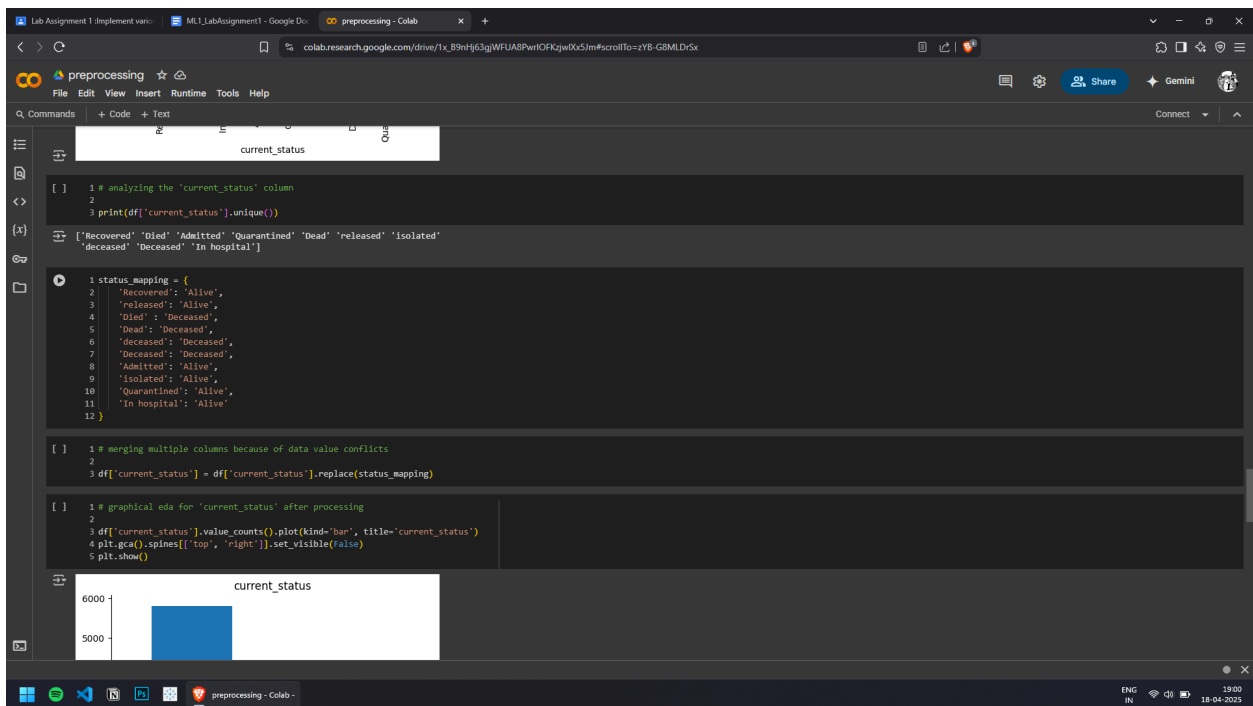 Lab Assignment 1 :Implement vario
ML1_LabAssignment1 - Google Doc
preprocessing - Colab
colab.research.google.com/drive/1x_B9nHj63gjWFUA8PwrlOFKzjwlXx5Jm#scrollTo=zYB-G8MLDrSx
preprocessing
File Edit View Insert Runtime Tools Help
Share
Gemini
Commands + Code + Text
Connect
current_status
[ ] 1 # analyzing the 'current_status' column
2
3 print(df['current_status'].unique())
['Recovered' 'Died' 'Admitted' 'Quarantined' 'Dead' 'released' 'isolated'
'deceased' 'Deceased' 'In hospital']
1 status_mapping = {
2 'Recovered': 'Alive',
3 'released': 'Alive',
4 'Died' : 'Deceased',
5 'Dead': 'Deceased',
6 'deceased': 'Deceased',
7 'Deceased': 'Deceased',
8 'Admitted': 'Alive',
9 'isolated': 'Alive',
10 'Quarantined': 'Alive',
11 'In hospital': 'Alive'
12 }
[ ] 1 # merging multiple columns because of data value conflicts
2
3 df['current_status'] = df['current_status'].replace(status_mapping)
[ ] 1 # graphical eda for 'current_status' after processing
2
3 df['current_status'].value_counts().plot(kind='bar', title='current_status')
4 plt.gca().spines[['top', 'right']].set_visible(False)
5 plt.show()
current_status
6000
5000
preprocessing - Colab -
ENG
IN
19:00
18-04-2025